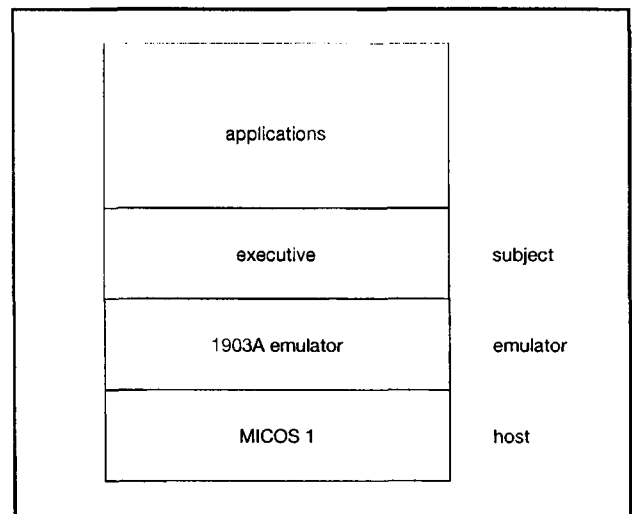 applications
executive subject
1903A emulator emulator
MICOS 1 host